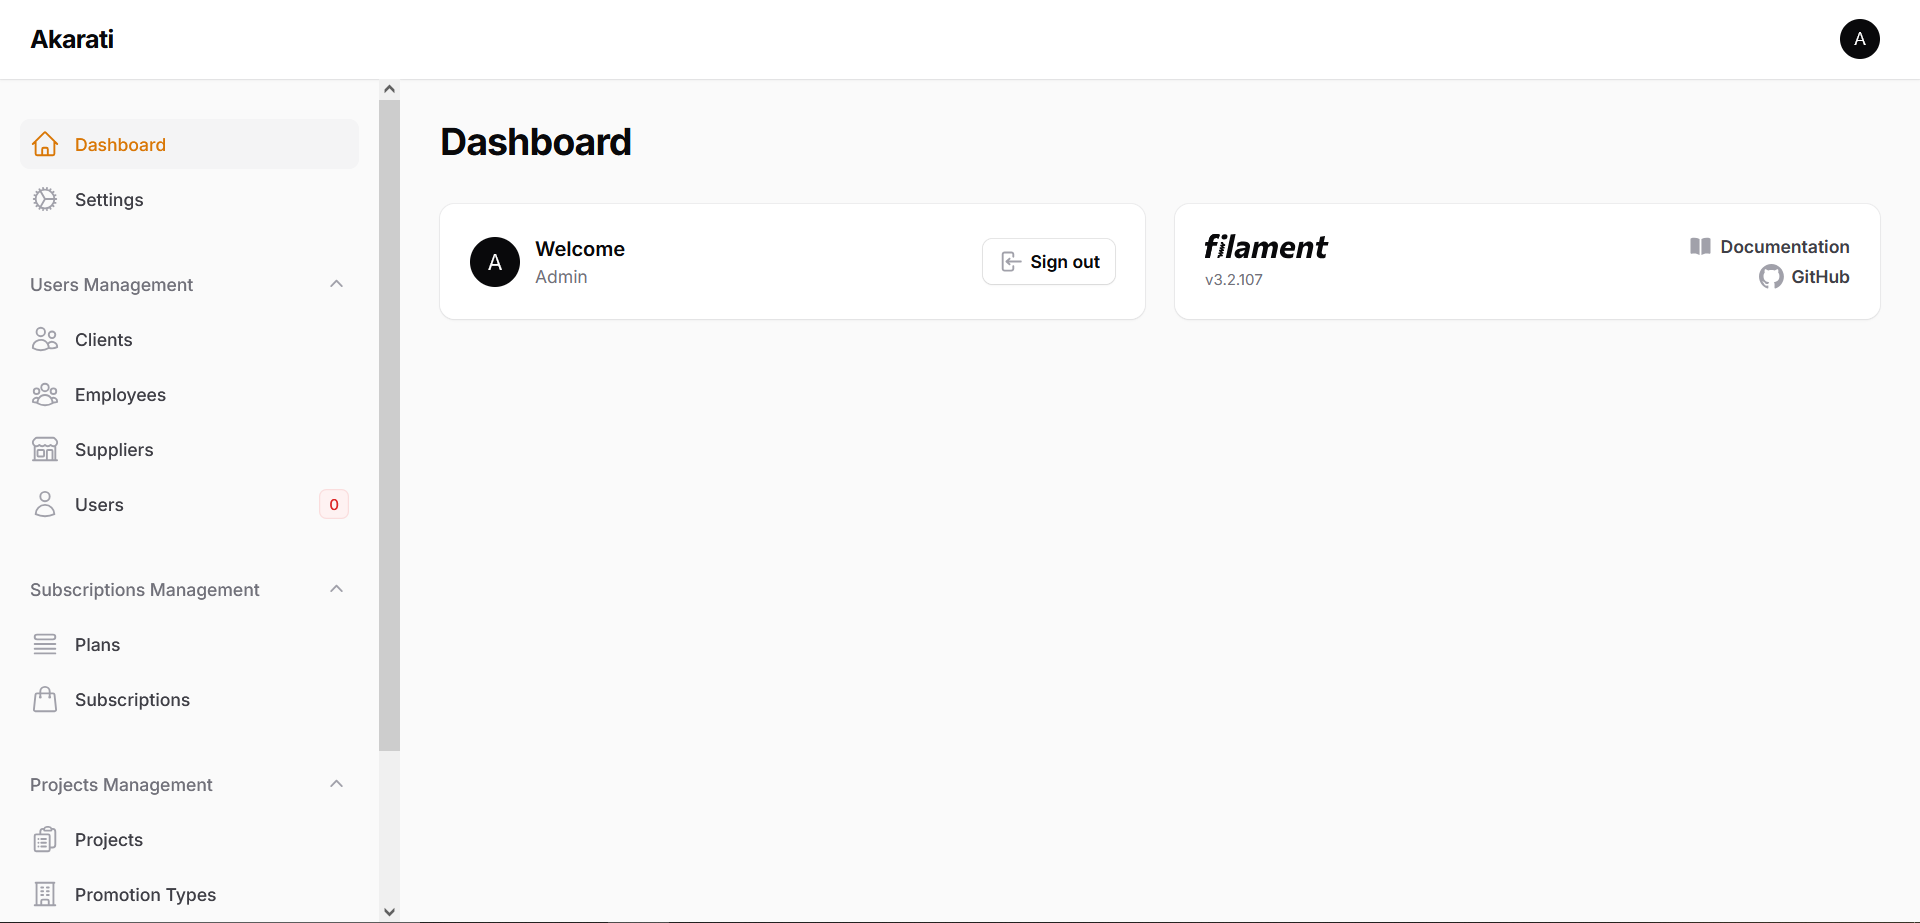 Akarati
A
Dashboard
Settings
Users Management
Clients
Employees
Suppliers
Users 0
Subscriptions Management
Plans
Subscriptions
Projects Management
Projects
Promotion Types
Dashboard
A
Welcome
Admin
Sign out
filament
v3.2.107
Documentation
GitHub